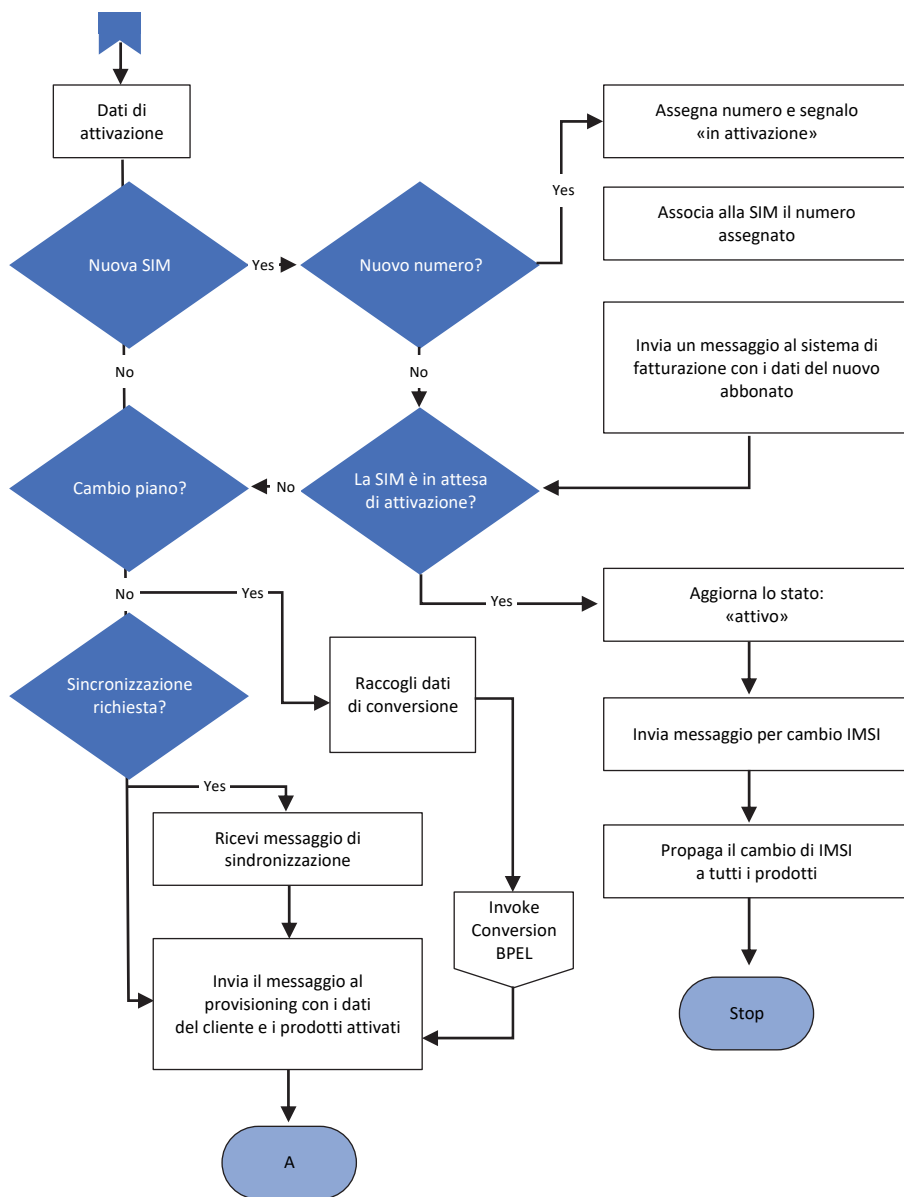 Dati di
attivazione
Assegna numero e segnalo
«in attivazione»
Yes
Associa alla SIM il numero
assegnato
Nuova SIM
Yes
Nuovo numero?
Invia un messaggio al sistema di
fatturazione con i dati del nuovo
abbonato
No
No
Cambio piano?
No
La SIM è in attesa
di attivazione?
No
Yes
Yes
Aggiorna lo stato:
«attivo»
Sincronizzazione
richiesta?
Raccogli dati
di conversione
Invia messaggio per cambio IMSI
Yes
Ricevi messaggio di
sindronizzazione
Propaga il cambio di IMSI
a tutti i prodotti
Invoke
Conversion
BPEL
Invia il messaggio al
provisioning con i dati
del cliente e i prodotti attivati
Stop
A